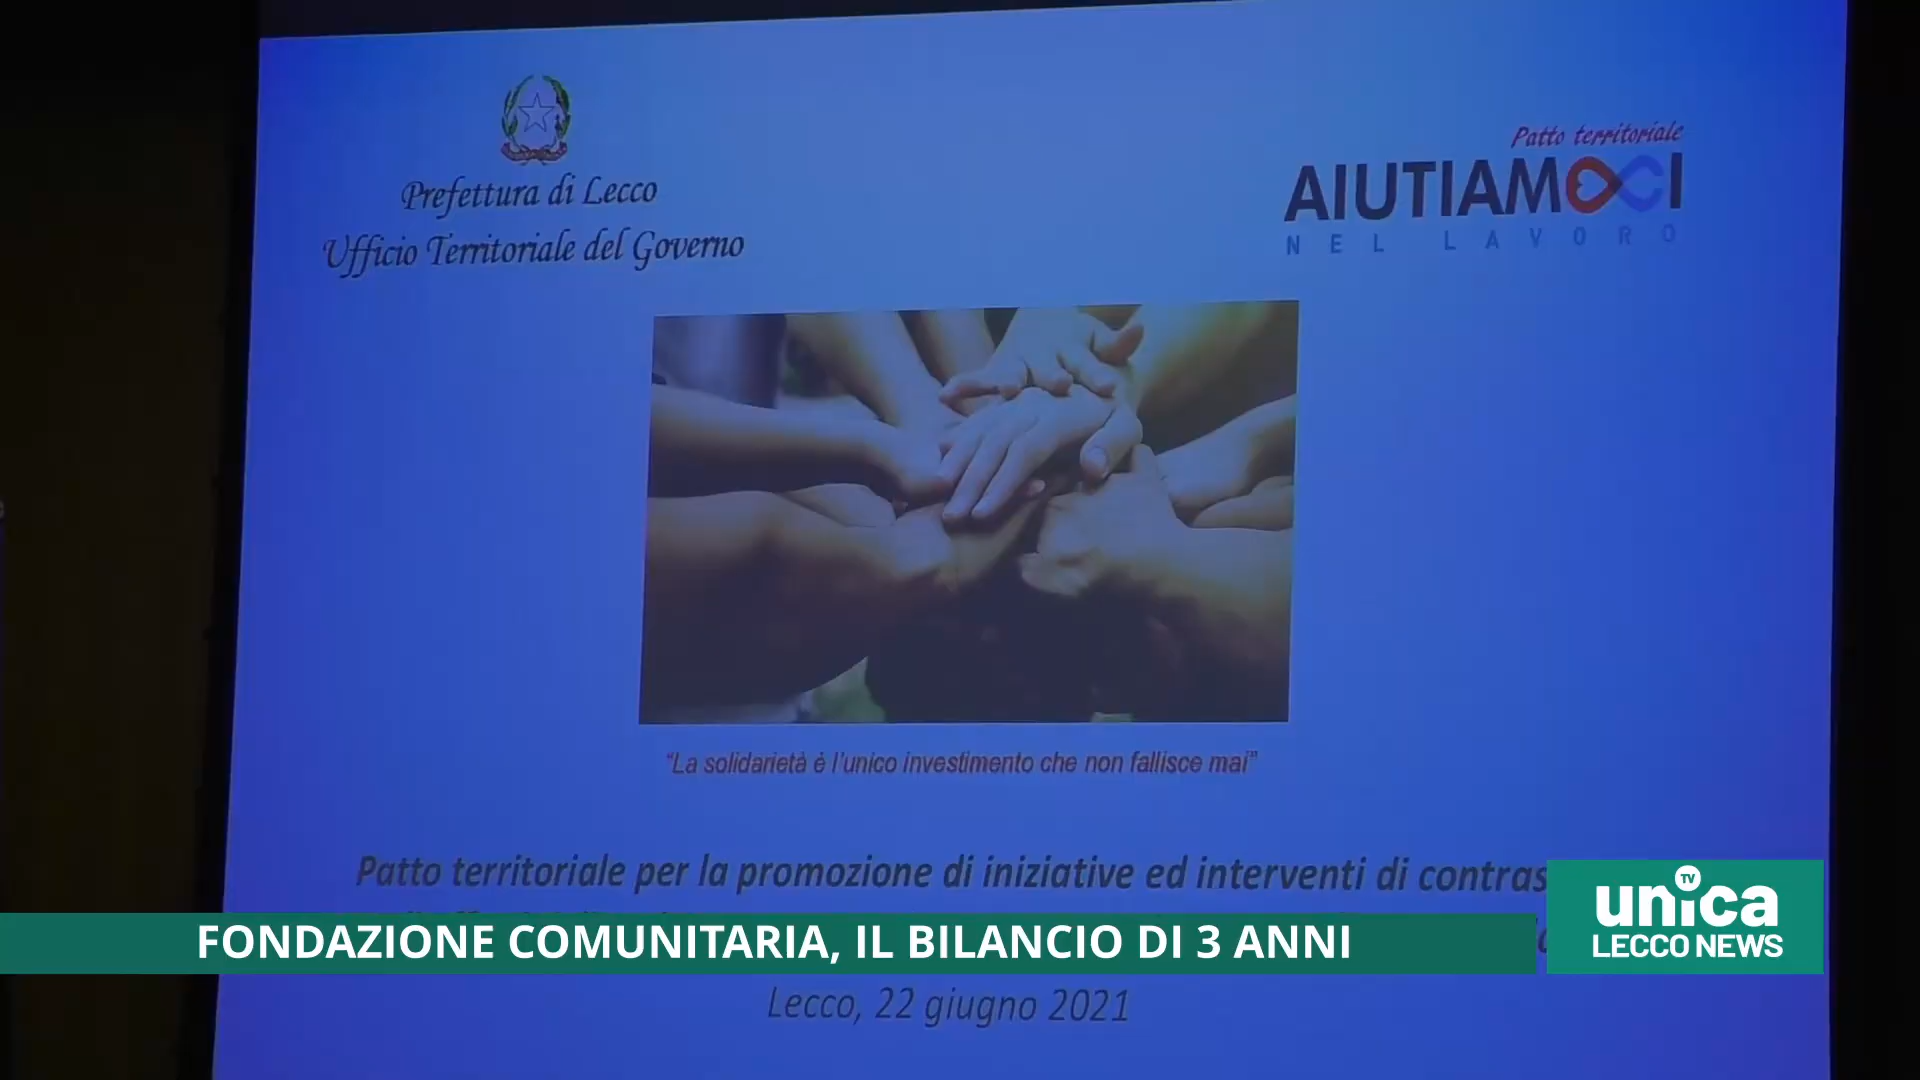 Prefettura di Lecco
Ufficio Territoriale del Governo
Patto territoriale
AIUTIAMOCI
NEL LAVORO
"La solidarietà è l'unico investimento che non fallisce mai"
Patto territoriale per la promozione di iniziative ed interventi di contras
FONDAZIONE COMUNITARIA, IL BILANCIO DI 3 ANNI
unica TV
LECCO NEWS
Lecco, 22 giugno 2021